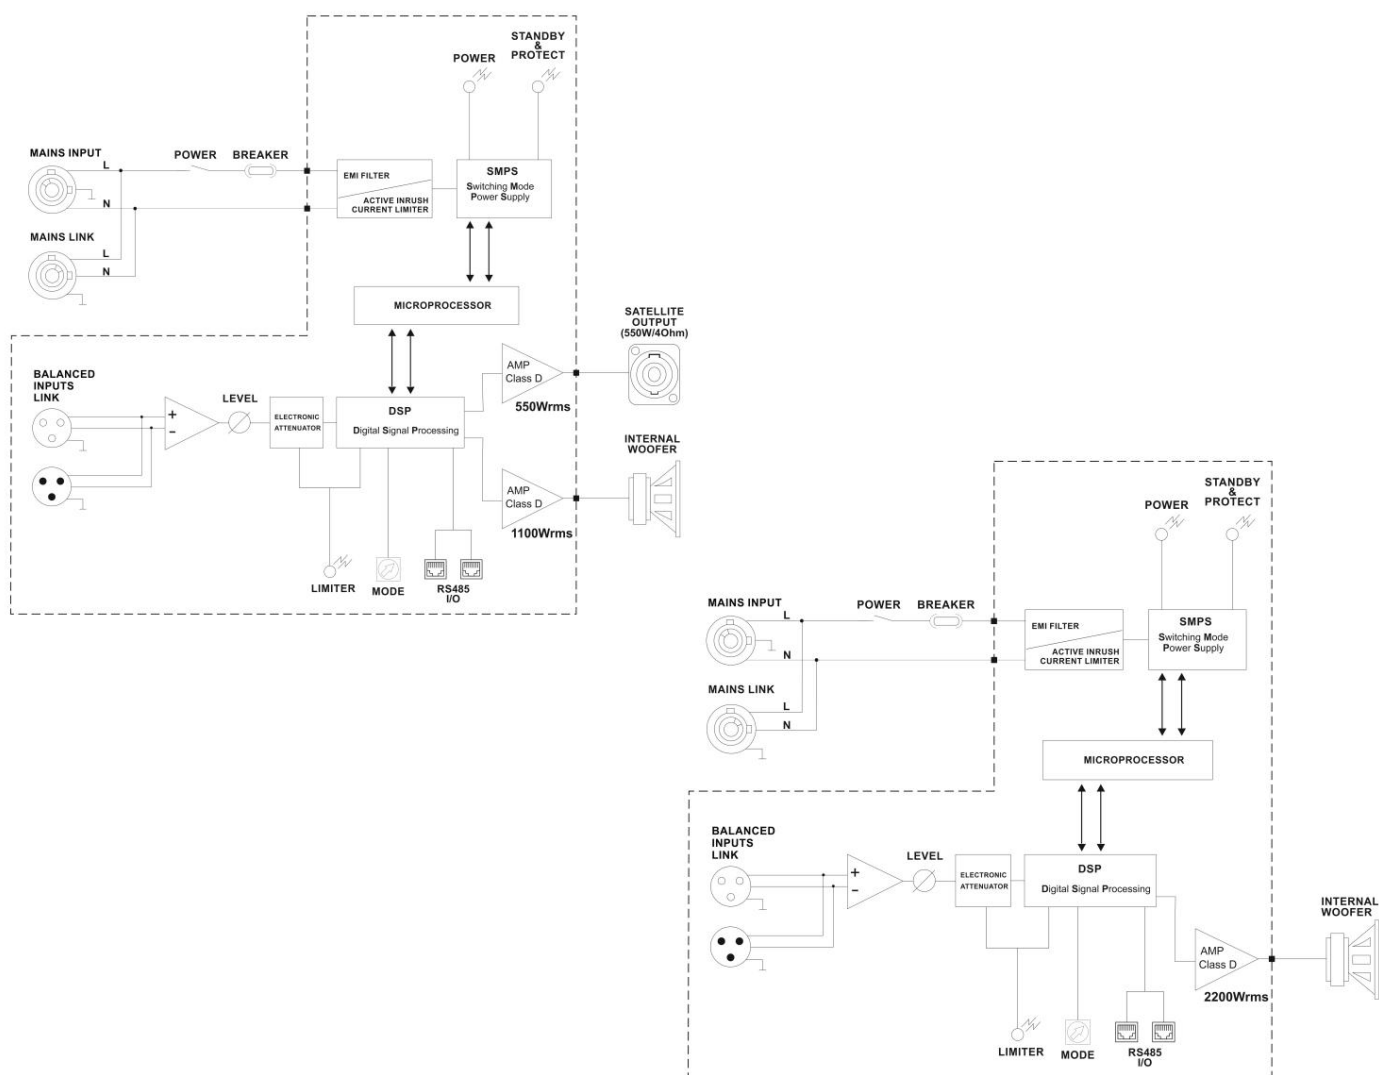 STANDBY
&
PROTECT
POWER
MAINS INPUT
L
POWER
BREAKER
N
EMI FILTER
ACTIVE INRUSH
CURRENT LIMITER
SMPS
Switching Mode
Power Supply
MAINS LINK
L
N
MICROPROCESSOR
SATELLITE
OUTPUT
(550W/4Ohm)
BALANCED
INPUTS
LINK
+
−
LEVEL
ELECTRONIC
ATTENUATOR
DSP
Digital Signal Processing
AMP
Class D
550Wrms
INTERNAL
WOOFER
AMP
Class D
1100Wrms
LIMITER
MODE
RS485
I/O
STANDBY
&
PROTECT
POWER
MAINS INPUT
L
POWER
BREAKER
N
EMI FILTER
ACTIVE INRUSH
CURRENT LIMITER
SMPS
Switching Mode
Power Supply
MAINS LINK
L
N
MICROPROCESSOR
BALANCED
INPUTS
LINK
+
−
LEVEL
ELECTRONIC
ATTENUATOR
DSP
Digital Signal Processing
INTERNAL
WOOFER
AMP
Class D
2200Wrms
LIMITER
MODE
RS485
I/O